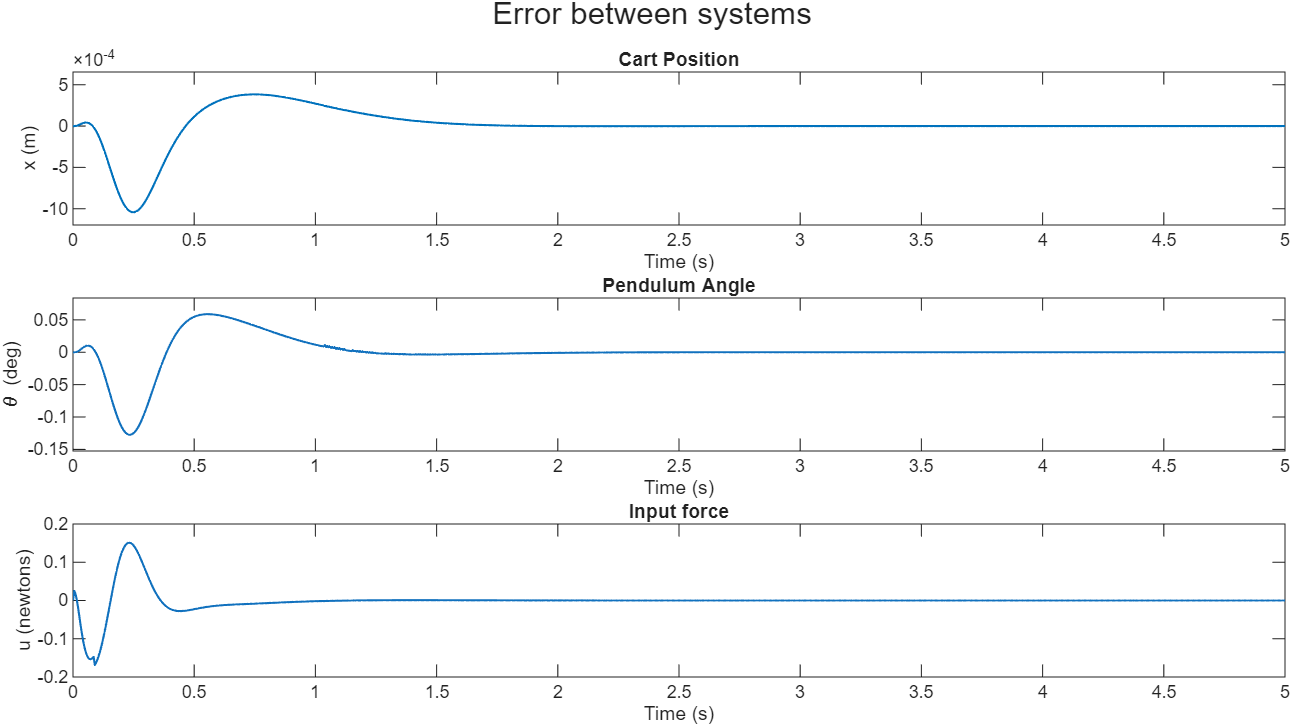 Error between systems
×10⁻⁴
Cart Position
5
0
-5
-10
x (m)
0 0.5 1 1.5 2 2.5 3 3.5 4 4.5 5
Time (s)
Pendulum Angle
0.05
0
-0.05
-0.1
-0.15
θ (deg)
0 0.5 1 1.5 2 2.5 3 3.5 4 4.5 5
Time (s)
Input force
0.2
0.1
0
-0.1
-0.2
u (newtons)
0 0.5 1 1.5 2 2.5 3 3.5 4 4.5 5
Time (s)